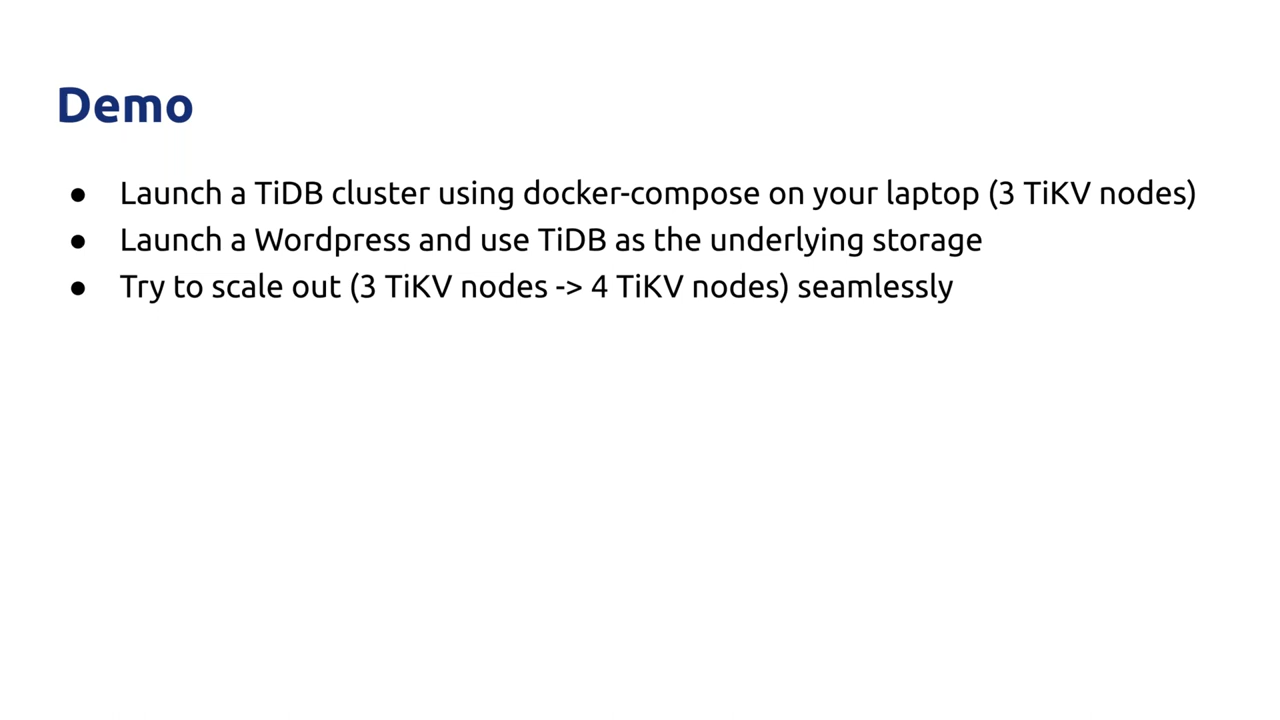 Demo
● Launch a TiDB cluster using docker-compose on your laptop (3 TiKV nodes)
● Launch a Wordpress and use TiDB as the underlying storage
● Try to scale out (3 TiKV nodes -> 4 TiKV nodes) seamlessly